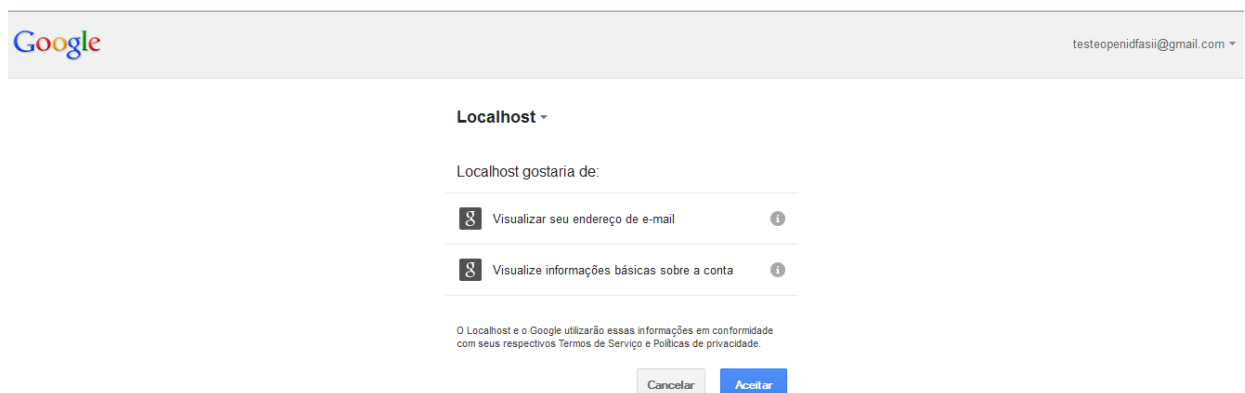 Google
testeopenidfasii@gmail.com
Localhost
Localhost gostaria de:
Visualizar seu endereço de e-mail
Visualize informações básicas sobre a conta
O Localhost e o Google utilizarão essas informações em conformidade
com seus respectivos Termos de Serviço e Políticas de privacidade.
Cancelar
Aceitar